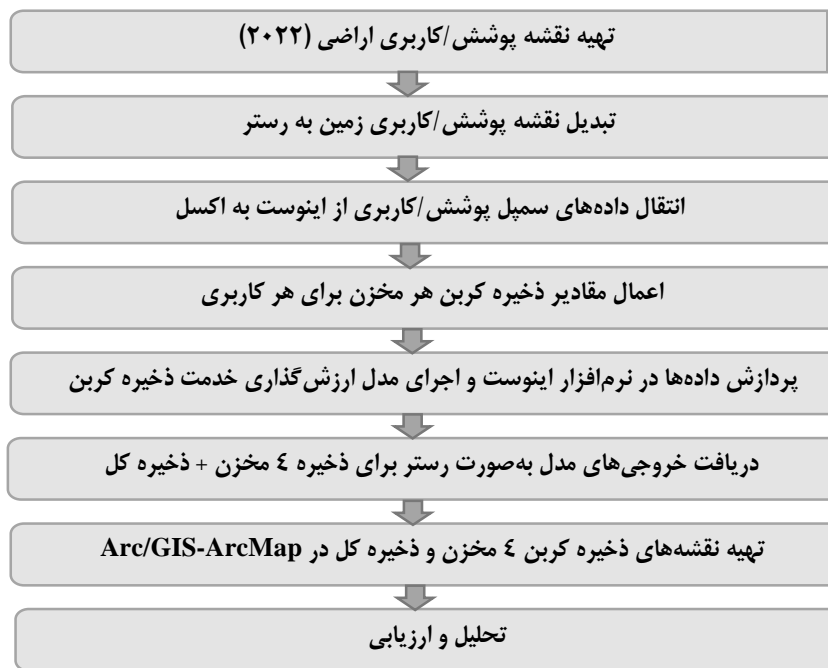 تهیه نقشه پوشش/کاربری اراضی (۲۰۲۲)
تبدیل نقشه پوشش/کاربری زمین به رستر
انتقال داده‌های سمپل پوشش/کاربری از اینوست به اکسل
اعمال مقادیر ذخیره کربن هر مخزن برای هر کاربری
پردازش داده‌ها در نرم‌افزار اینوست و اجرای مدل ارزش‌گذاری خدمت ذخیره کربن
دریافت خروجی‌های مدل به‌صورت رستر برای ذخیره ٤ مخزن + ذخیره کل
تهیه نقشه‌های ذخیره کربن ٤ مخزن و ذخیره کل در Arc/GIS-ArcMap
تحلیل و ارزیابی